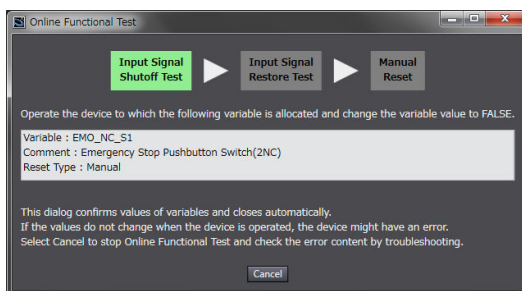 Online Functional Test
Input Signal
Shutoff Test
Input Signal
Restore Test
Manual
Reset
Operate the device to which the following variable is allocated and change the variable value to FALSE.
Variable : EMO_NC_S1
Comment : Emergency Stop Pushbutton Switch(2NC)
Reset Type : Manual
This dialog confirms values of variables and closes automatically.
If the values do not change when the device is operated, the device might have an error.
Select Cancel to stop Online Functional Test and check the error content by troubleshooting.
Cancel